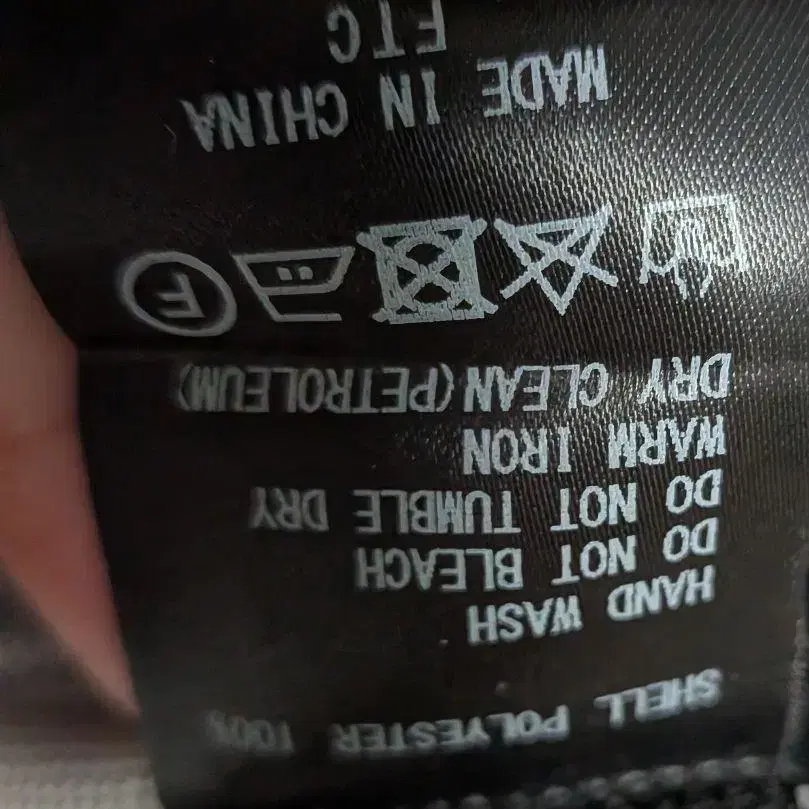 SHELL POLYESTER 100%
HAND WASH
DO NOT BLEACH
DO NOT TUMBLE DRY
WARM IRON
DRY CLEAN(PETROLEUM)
F
MADE IN CHINA
FTC